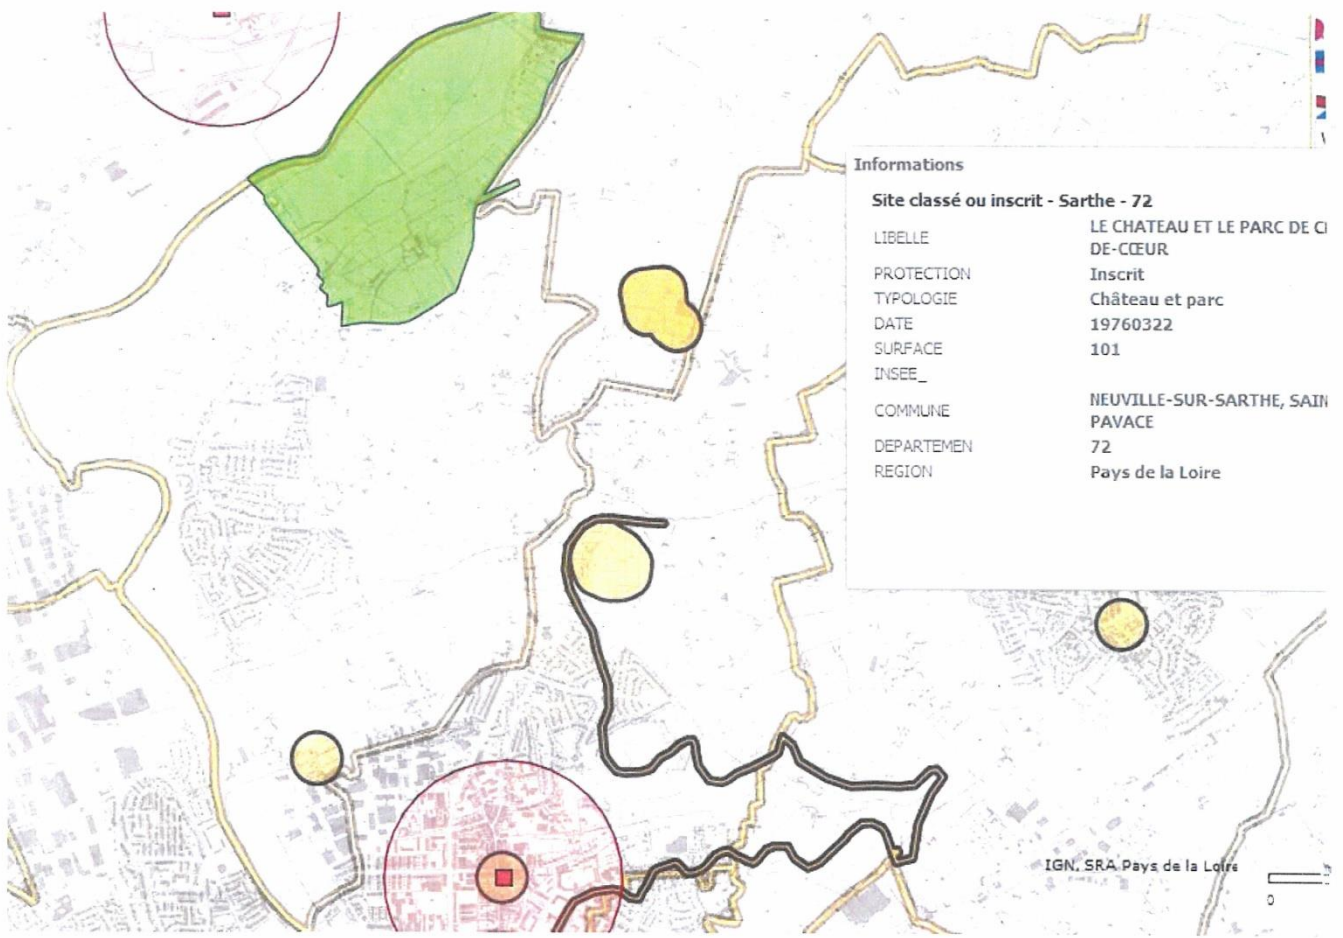 Informations
Site classé ou inscrit - Sarthe - 72
LIBELLE
LE CHATEAU ET LE PARC DE
DE-CŒUR
PROTECTION Inscrit
TYPOLOGIE Château et parc
DATE 19760322
SURFACE 101
INSEE_
COMMUNE
NEUVILLE-SUR-SARTHE, SAIN
PAVACE
DEPARTEMEN 72
REGION Pays de la Loire
IGN, SRA Pays de la Loire
0